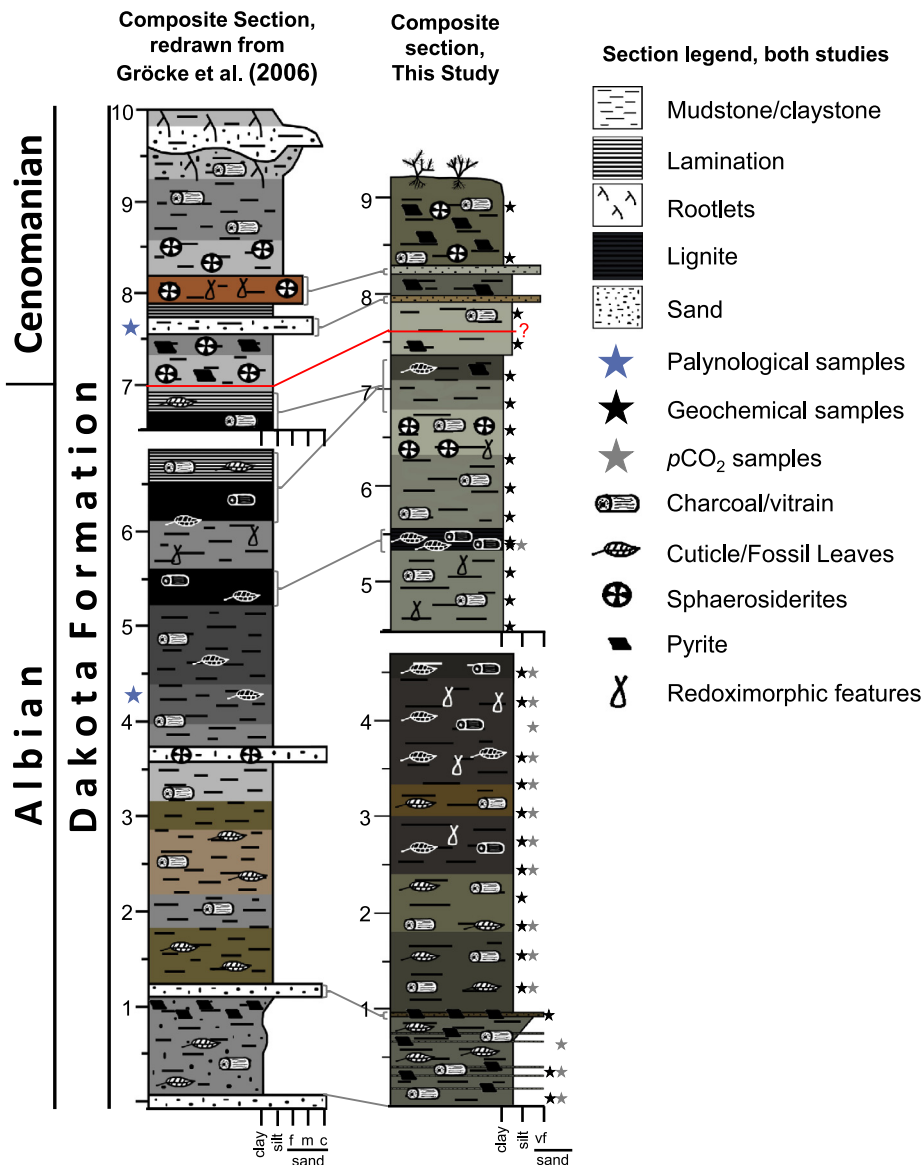 Composite Section,
redrawn from
Gröcke et al. (2006)
Composite
section,
This Study
Section legend, both studies
Mudstone/claystone
Lamination
Rootlets
Lignite
Sand
Palynological samples
Geochemical samples
pCO₂ samples
Charcoal/vitrain
Cuticle/Fossil Leaves
Sphaerosiderites
Pyrite
Redoximorphic features
Cenomanian
Albian
Dakota Formation
10
9
8
7
6
5
4
3
2
1
clay
silt
f
m
c
sand
9
8
?
7
6
5
4
3
2
1
clay
silt
vf
sand